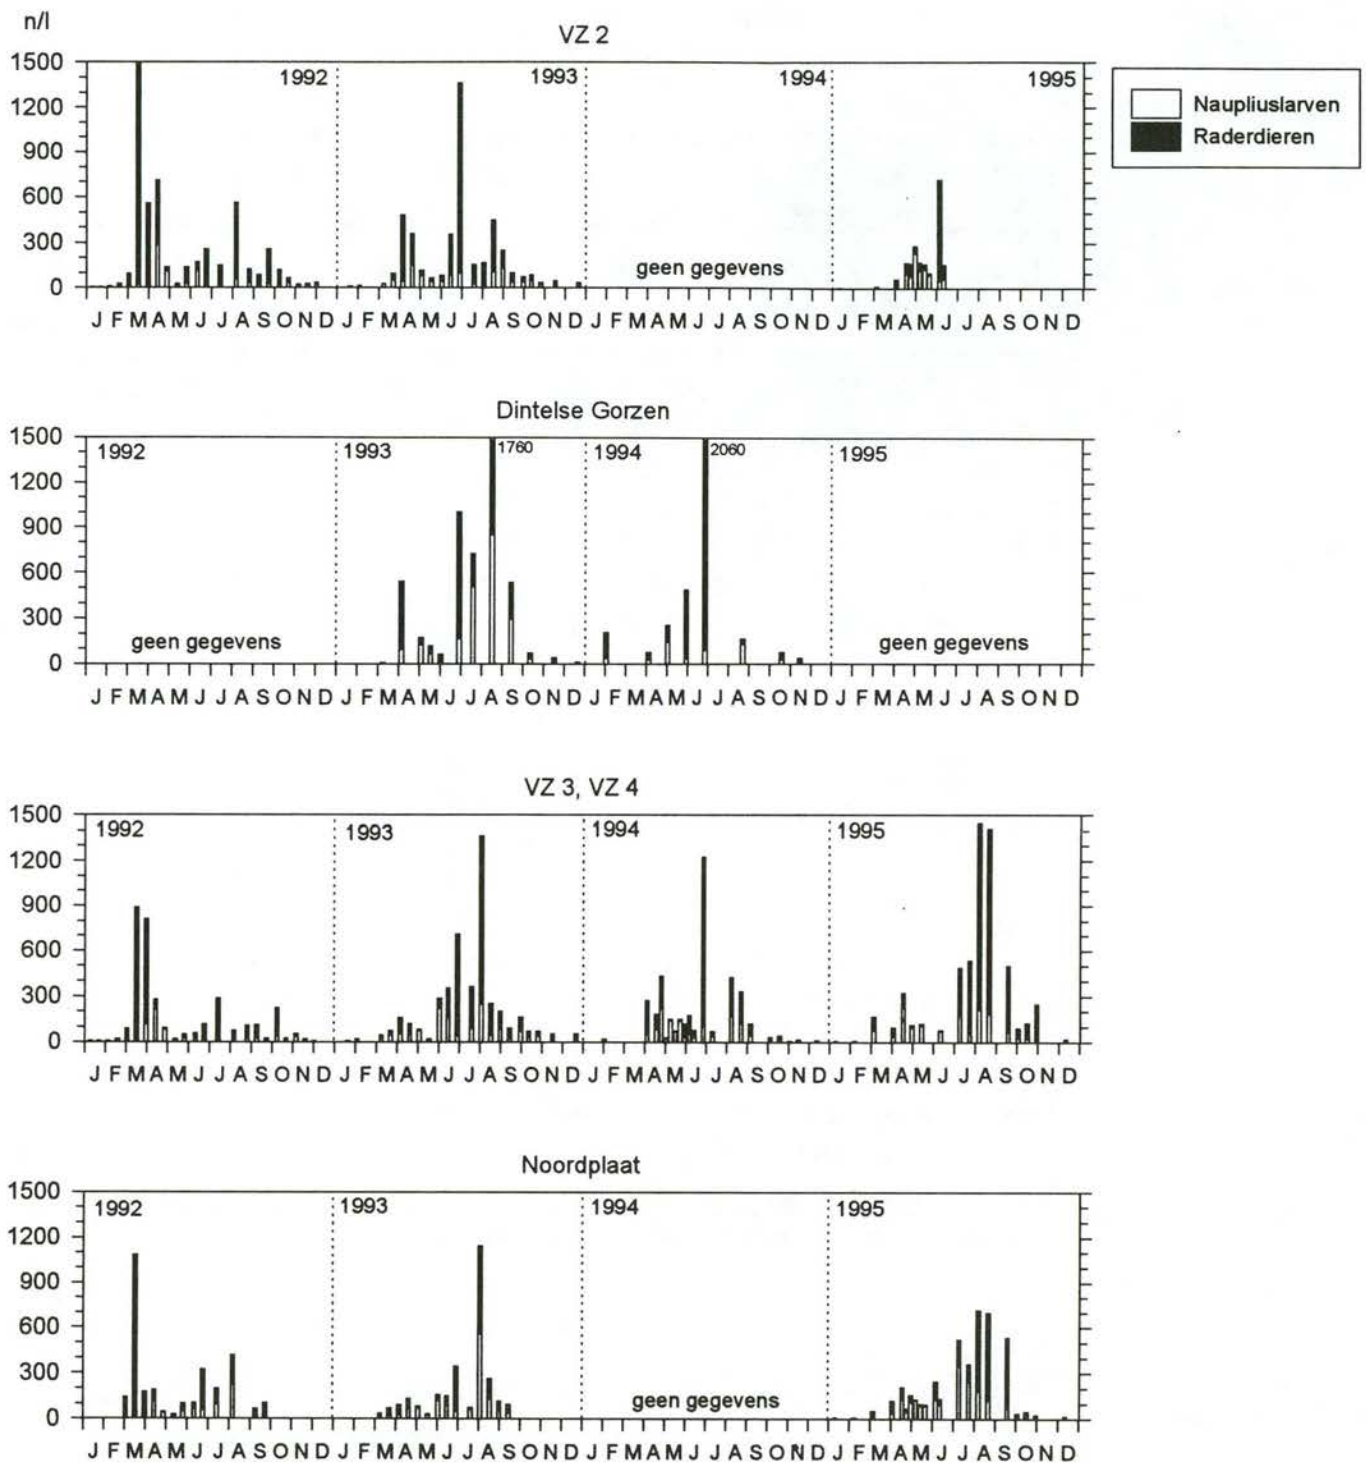 n/l
VZ 2
1500
1200
900
600
300
0
1992
1993
1994
1995
geen gegevens
J F M A M J J A S O N D J F M A M J J A S O N D J F M A M J J A S O N D J F M A M J J A S O N D
Naupliuslarven
Raderdieren
Dintelse Gorzen
1500
1200
900
600
300
0
1992
1993
1760
1994
2060
1995
geen gegevens
geen gegevens
J F M A M J J A S O N D J F M A M J J A S O N D J F M A M J J A S O N D J F M A M J J A S O N D
VZ 3, VZ 4
1500
1200
900
600
300
0
1992
1993
1994
1995
J F M A M J J A S O N D J F M A M J J A S O N D J F M A M J J A S O N D J F M A M J J A S O N D
Noordplaat
1500
1200
900
600
300
0
1992
1993
1994
1995
geen gegevens
J F M A M J J A S O N D J F M A M J J A S O N D J F M A M J J A S O N D J F M A M J J A S O N D